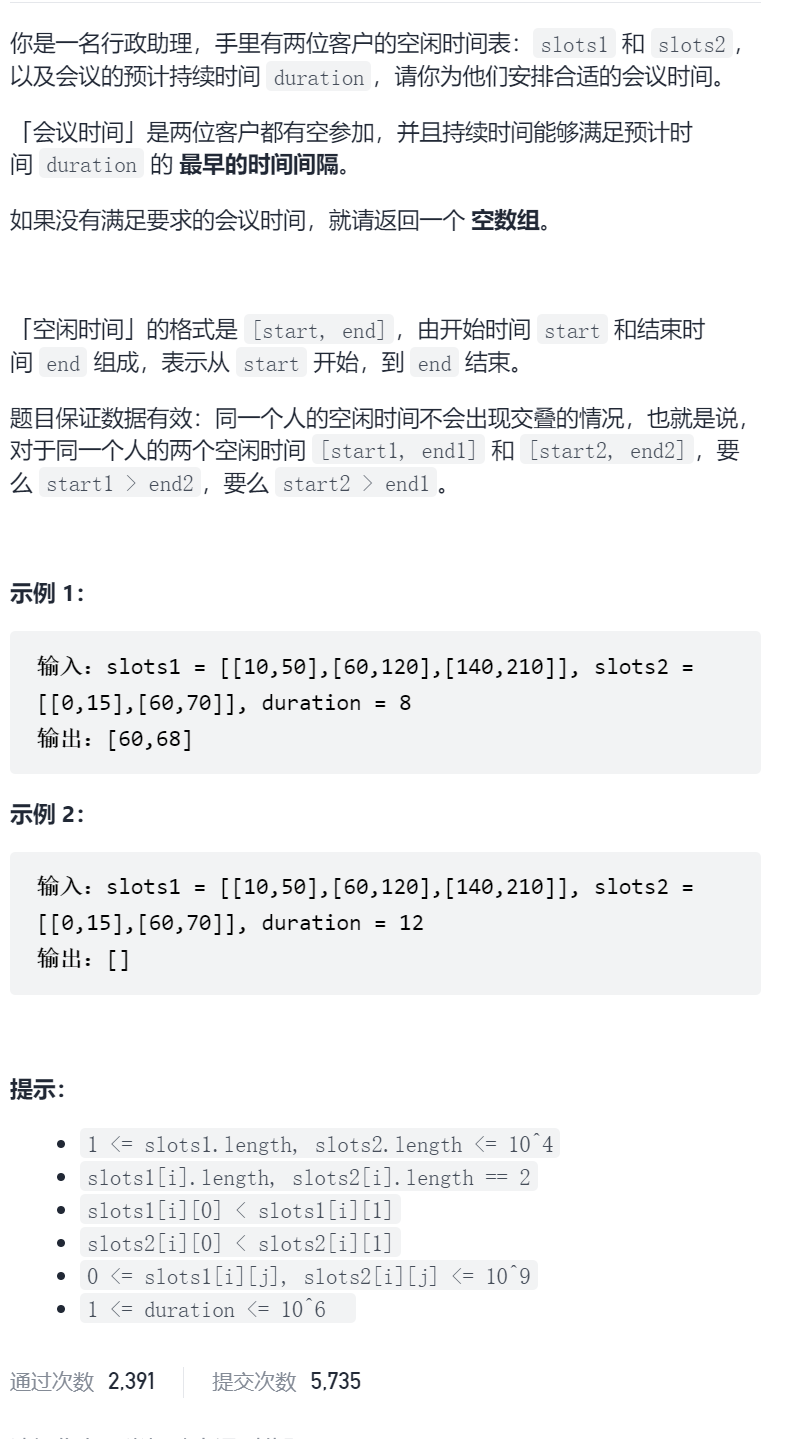 你是一名行政助理，手里有两位客户的空闲时间表：slots1 和 slots2，
以及会议的预计持续时间 duration，请你为他们安排合适的会议时间。
「会议时间」是两位客户都有空参加，并且持续时间能够满足预计时
间 duration 的 最早的时间间隔。
如果没有满足要求的会议时间，就请返回一个 空数组。
「空闲时间」的格式是 [start, end]，由开始时间 start 和结束时
间 end 组成，表示从 start 开始，到 end 结束。
题目保证数据有效：同一个人的空闲时间不会出现交叠的情况，也就是说，
对于同一个人的两个空闲时间 [start1, end1] 和 [start2, end2]，要
么 start1 > end2，要么 start2 > end1。
示例 1：
输入：slots1 = [[10,50],[60,120],[140,210]], slots2 =
[[0,15],[60,70]], duration = 8
输出：[60,68]
示例 2：
输入：slots1 = [[10,50],[60,120],[140,210]], slots2 =
[[0,15],[60,70]], duration = 12
输出：[]
提示：
1 <= slots1.length, slots2.length <= 10^4
slots1[i].length, slots2[i].length == 2
slots1[i][0] < slots1[i][1]
slots2[i][0] < slots2[i][1]
0 <= slots1[i][j], slots2[i][j] <= 10^9
1 <= duration <= 10^6
通过次数 2,391 提交次数 5,735